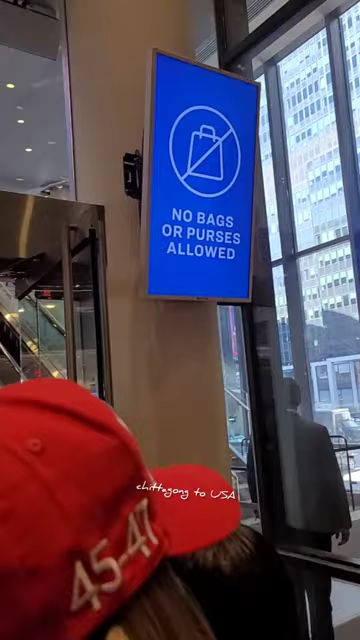 NO BAGS
OR PURSES
ALLOWED
chittagong to USA
45-47